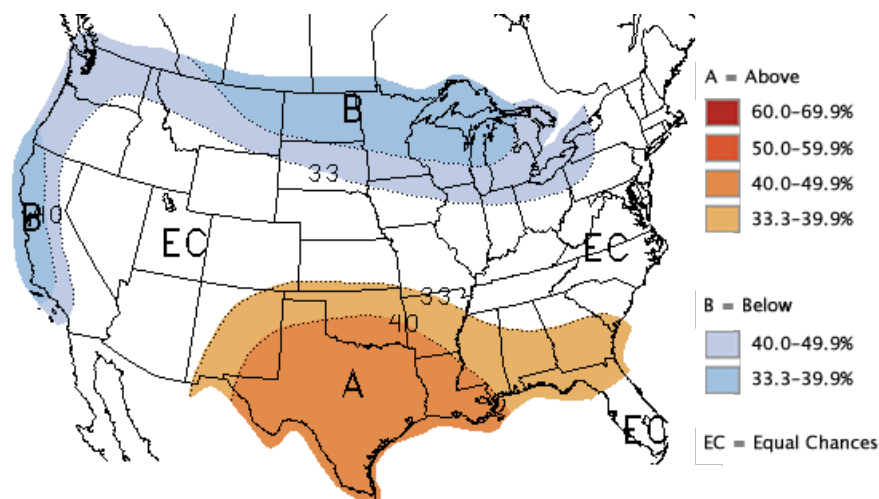 A = Above
60.0-69.9%
50.0-59.9%
40.0-49.9%
33.3-39.9%
B = Below
40.0-49.9%
33.3-39.9%
EC = Equal Chances
B
33
B
40
EC
EC
33
40
A
EC